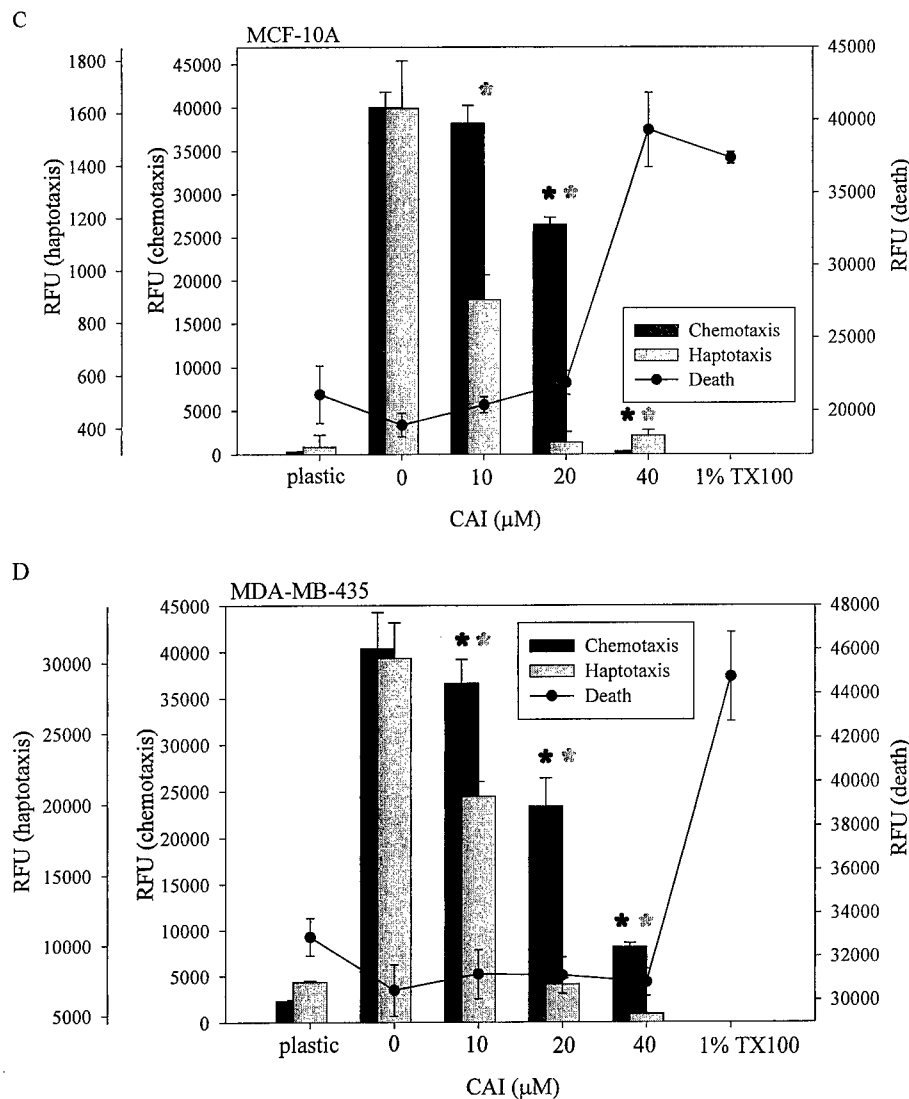 C
MCF-10A
RFU (haptotaxis)
1800
1600
1400
1200
1000
800
600
400
RFU (chemotaxis)
45000
40000
35000
30000
25000
20000
15000
10000
5000
0
RFU (death)
45000
40000
35000
30000
25000
20000
Chemotaxis
Haptotaxis
Death
* * * * *
plastic 0 10 20 40 1% TX100
CAI (μM)
D
MDA-MB-435
RFU (haptotaxis)
30000
25000
20000
15000
10000
5000
RFU (chemotaxis)
45000
40000
35000
30000
25000
20000
15000
10000
5000
0
RFU (death)
48000
46000
44000
42000
40000
38000
36000
34000
32000
30000
Chemotaxis
Haptotaxis
Death
* * * * * *
plastic 0 10 20 40 1% TX100
CAI (μM)